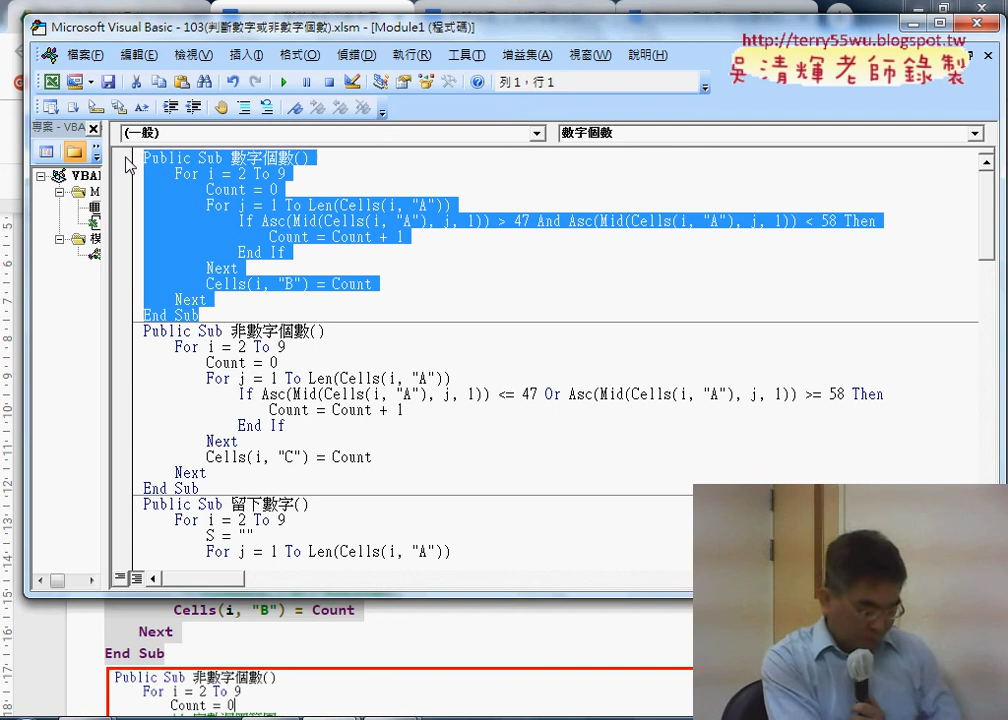 Microsoft Visual Basic - 103(判斷數字或非數字個數).xlsm - [Module1 (程式碼)]
http://terry55wu.blogspot.tw
吳清輝老師錄製
檔案(F) 編輯(E) 檢視(V) 插入(I) 格式(O) 偵錯(D) 執行(R) 工具(T) 增益集(A) 視窗(W) 說明(H)
列 1，行 1
專案 - VBA
(一般) 數字個數
VBA
M
模
Public Sub 數字個數()
For i = 2 To 9
Count = 0
For j = 1 To Len(Cells(i, "A"))
If Asc(Mid(Cells(i, "A"), j, 1)) > 47 And Asc(Mid(Cells(i, "A"), j, 1)) < 58 Then
Count = Count + 1
End If
Next
Cells(i, "B") = Count
Next
End Sub
Public Sub 非數字個數()
For i = 2 To 9
Count = 0
For j = 1 To Len(Cells(i, "A"))
If Asc(Mid(Cells(i, "A"), j, 1)) <= 47 Or Asc(Mid(Cells(i, "A"), j, 1)) >= 58 Then
Count = Count + 1
End If
Next
Cells(i, "C") = Count
Next
End Sub
Public Sub 留下數字()
For i = 2 To 9
S = ""
For j = 1 To Len(Cells(i, "A"))
Cells(i, "B") = Count
Next
End Sub
Public Sub 非數字個數()
For i = 2 To 9
Count = 0